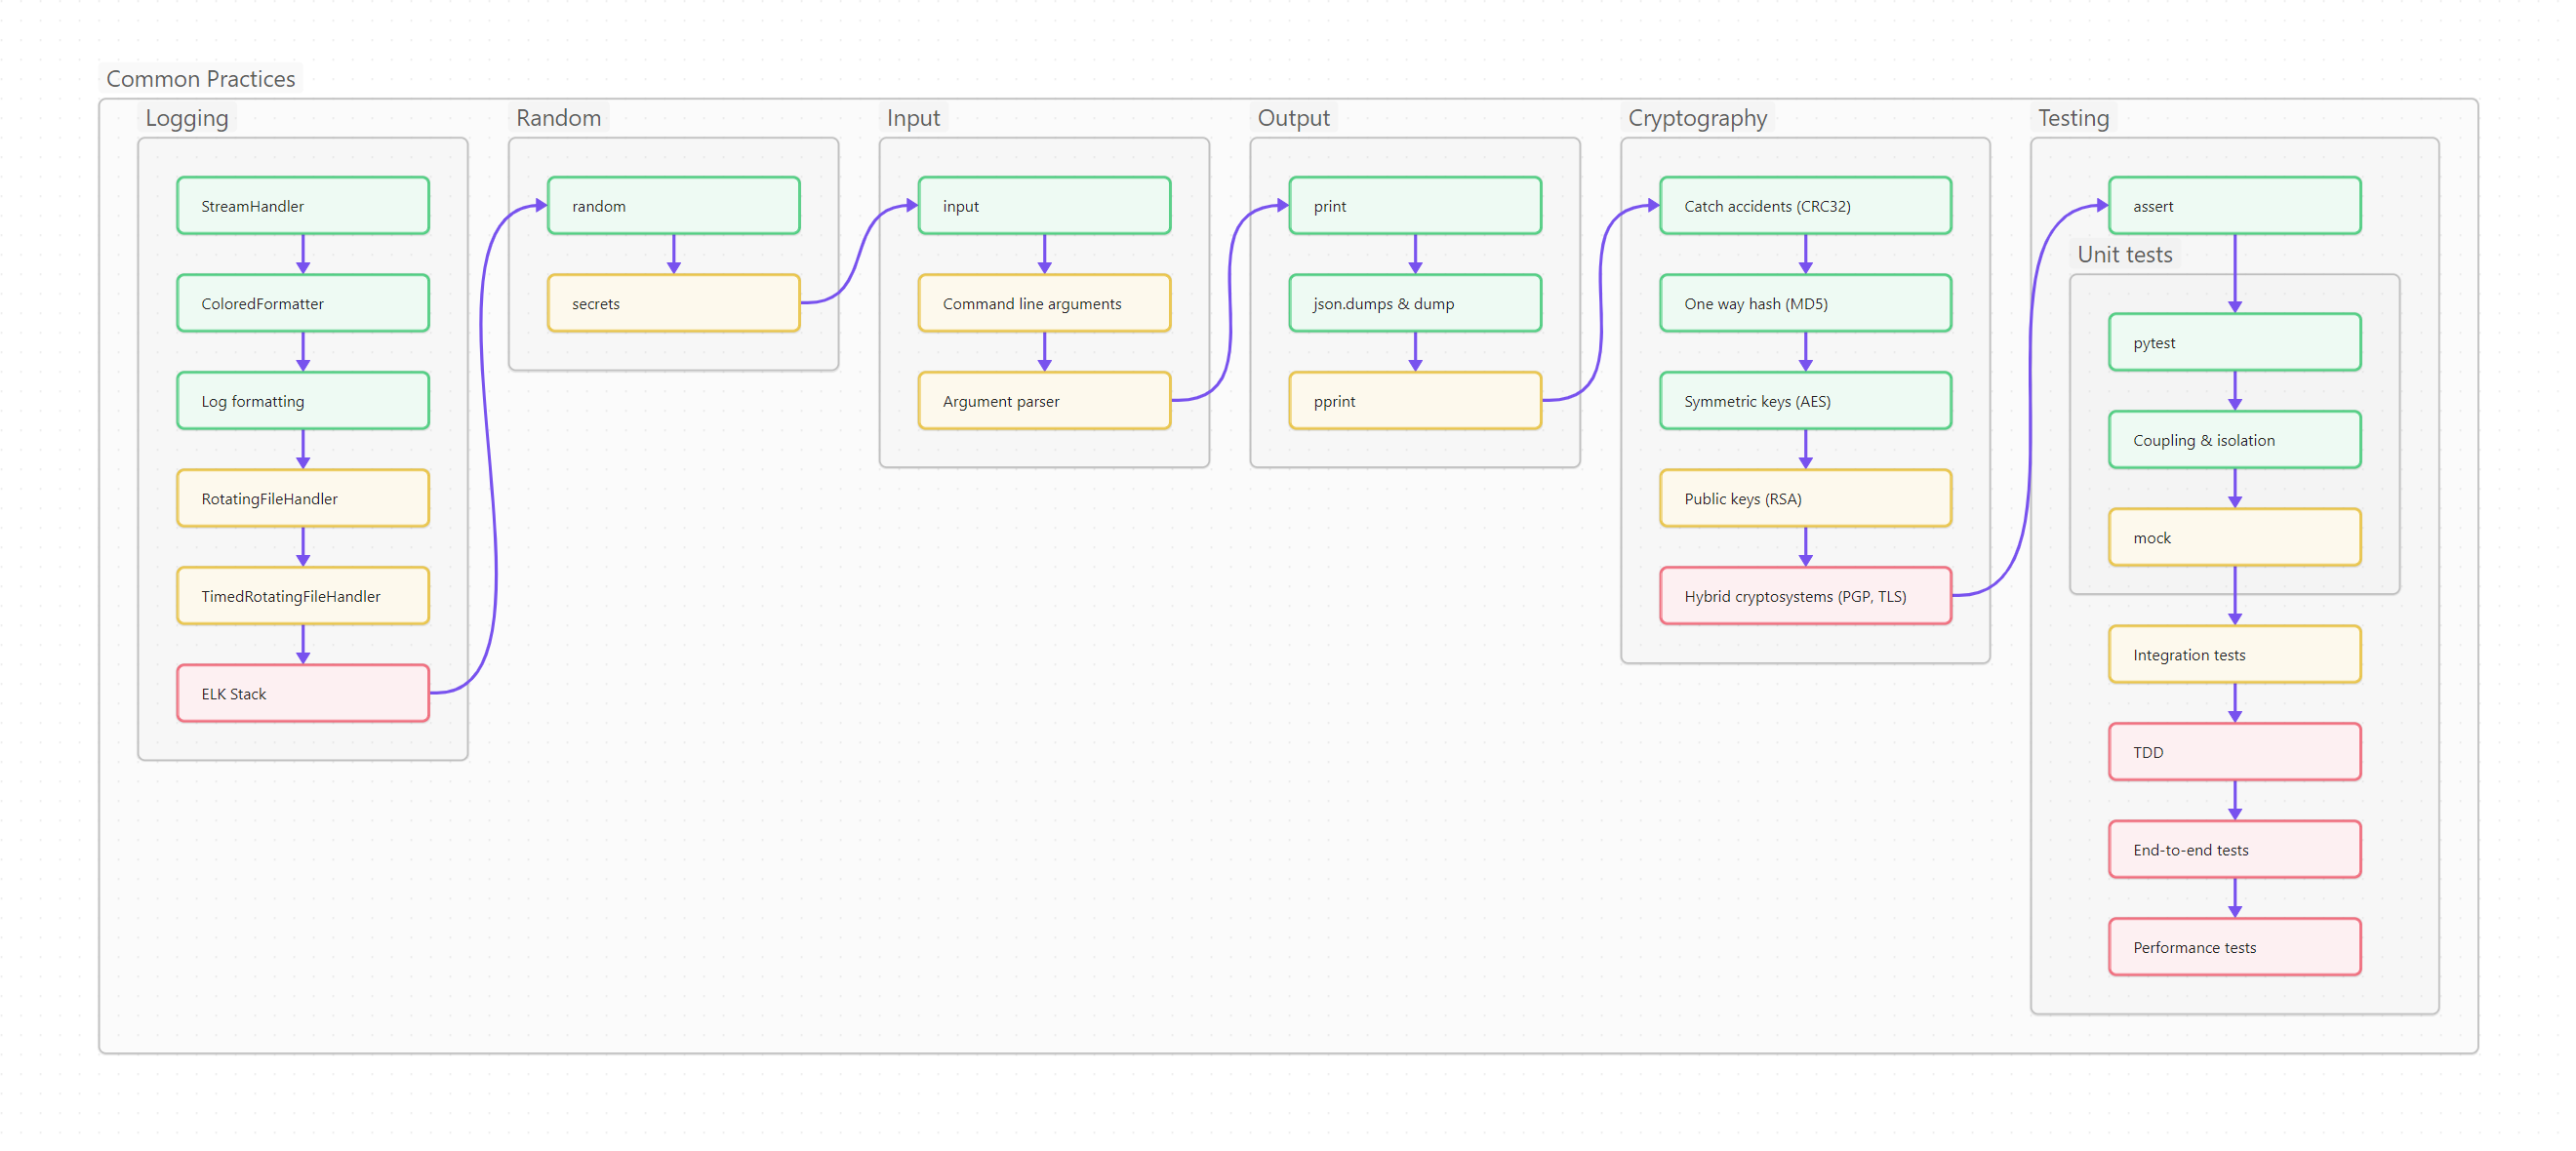 Common Practices
Logging
StreamHandler
ColoredFormatter
Log formatting
RotatingFileHandler
TimedRotatingFileHandler
ELK Stack
Random
random
secrets
Input
input
Command line arguments
Argument parser
Output
print
json.dumps & dump
pprint
Cryptography
Catch accidents (CRC32)
One way hash (MD5)
Symmetric keys (AES)
Public keys (RSA)
Hybrid cryptosystems (PGP, TLS)
Testing
assert
Unit tests
pytest
Coupling & isolation
mock
Integration tests
TDD
End-to-end tests
Performance tests